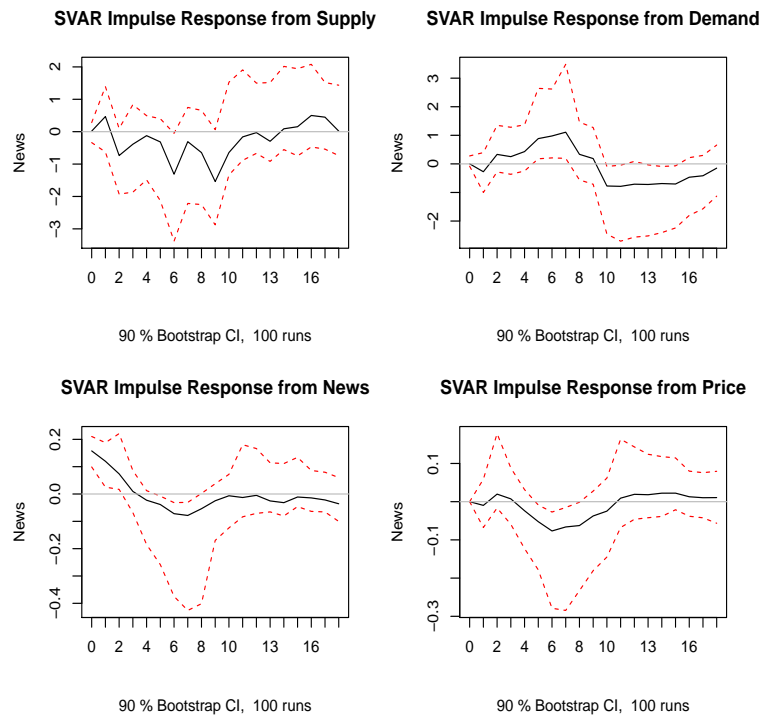 SVAR Impulse Response from Supply
News
2
1
0
−1
−2
−3
0 2 4 6 8 10 13 16
90 % Bootstrap CI, 100 runs
SVAR Impulse Response from Demand
News
3
2
1
0
−2
0 2 4 6 8 10 13 16
90 % Bootstrap CI, 100 runs
SVAR Impulse Response from News
News
0.2
0.0
−0.2
−0.4
0 2 4 6 8 10 13 16
90 % Bootstrap CI, 100 runs
SVAR Impulse Response from Price
News
0.1
−0.1
−0.3
0 2 4 6 8 10 13 16
90 % Bootstrap CI, 100 runs